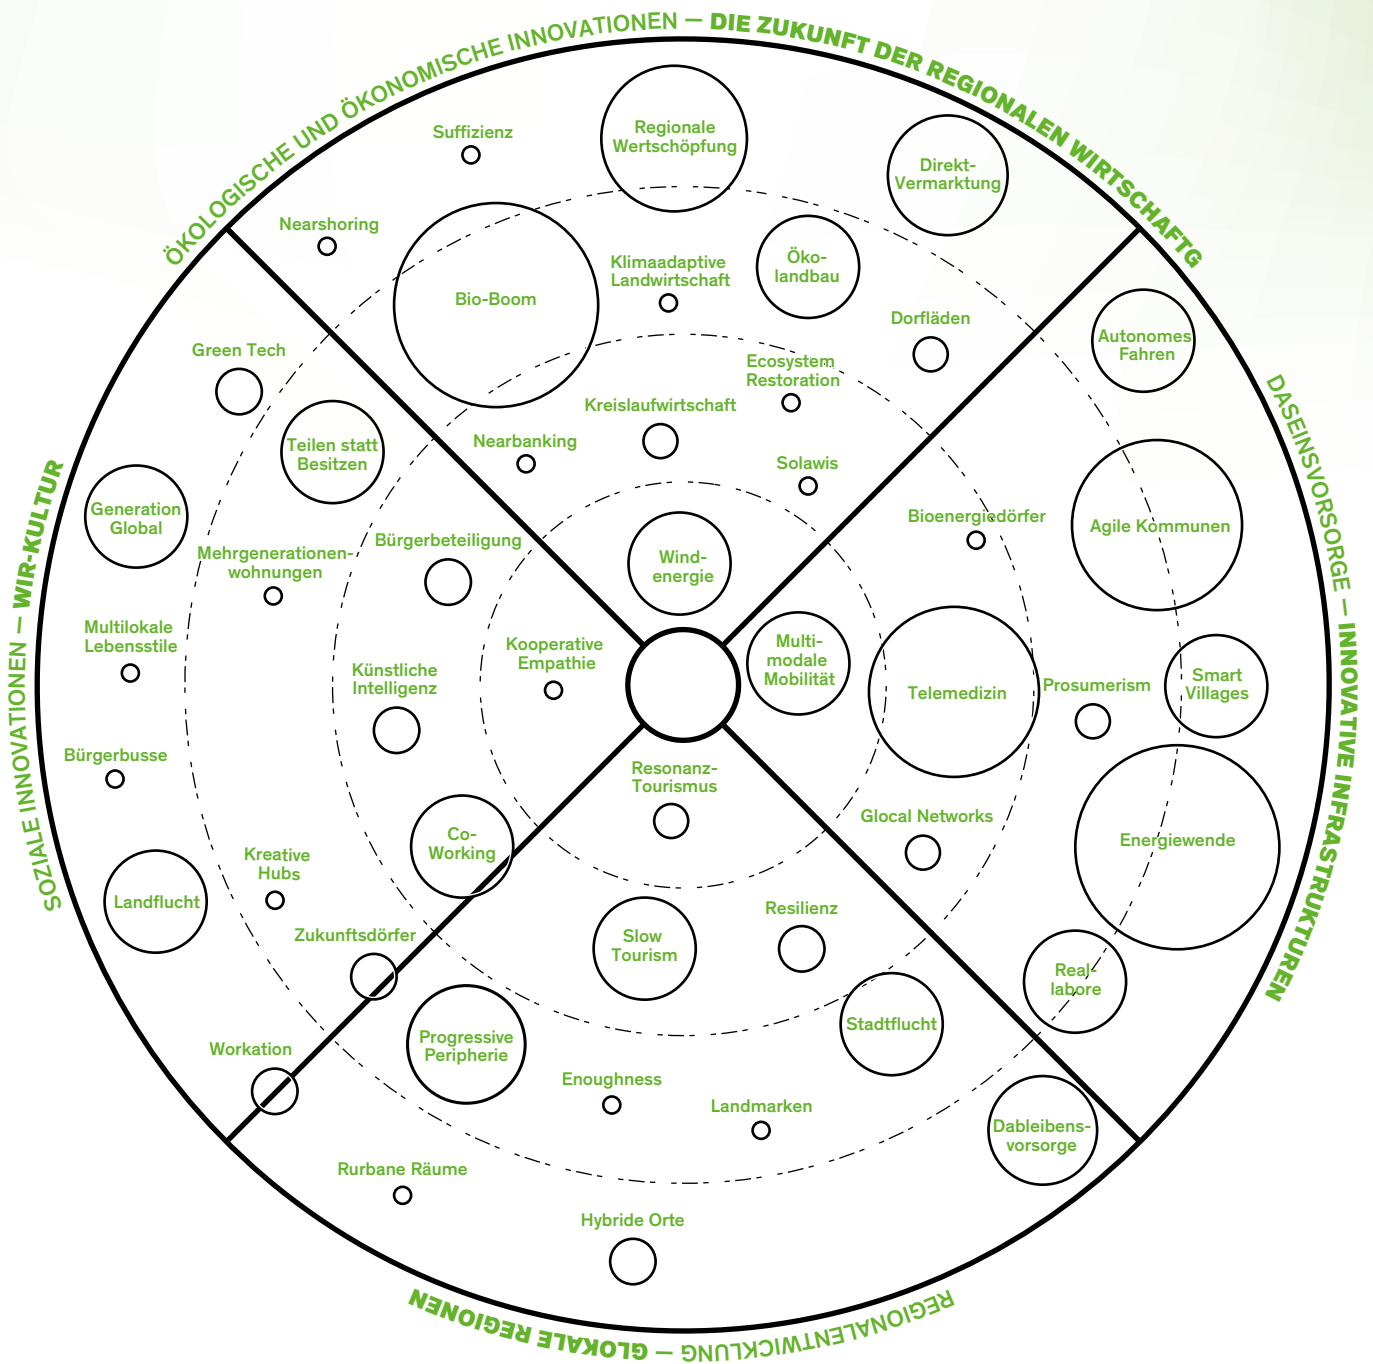 ÖKOLOGISCHE UND ÖKONOMISCHE INNOVATIONEN — DIE ZUKUNFT DER REGIONALEN WIRTSCHAFTG
Suffizienz
Regionale
Wertschöpfung
Direkt-
Vermarktung
Nearshoring
Bio-Boom
Klimaadaptive
Landwirtschaft
Öko-
landbau
Dorfläden
Ecosystem
Restoration
Kreislaufwirtschaft
Nearbanking
Solawis
Wind-
energie
DASEINSVORSORGE — INNOVATIVE INFRASTRUKTUREN
Autonomes
Fahren
Agile Kommunen
Bioenergiedörfer
Multi-
modale
Mobilität
Telemedizin
Prosumerism
Smart
Villages
Glocal Networks
Energiewende
Real-
labore
REGIONALENTWICKLUNG — GLOKALE REGIONEN
Resonanz-
Tourismus
Slow
Tourism
Resilienz
Stadtflucht
Progressive
Peripherie
Enoughness
Landmarken
Dableibens-
vorsorge
Rurbane Räume
Hybride Orte
SOZIALE INNOVATIONEN — WIR-KULTUR
Green Tech
Teilen statt
Besitzen
Generation
Global
Mehrgenerationen-
wohnungen
Bürgerbeteiligung
Multilokale
Lebensstile
Kooperative
Empathie
Künstliche
Intelligenz
Bürgerbusse
Co-
Working
Kreative
Hubs
Landflucht
Zukunftsdörfer
Workation